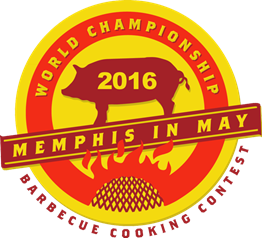 WORLD CHAMPIONSHIP
2016
MEMPHIS IN MAY
BARBECUE COOKING CONTEST